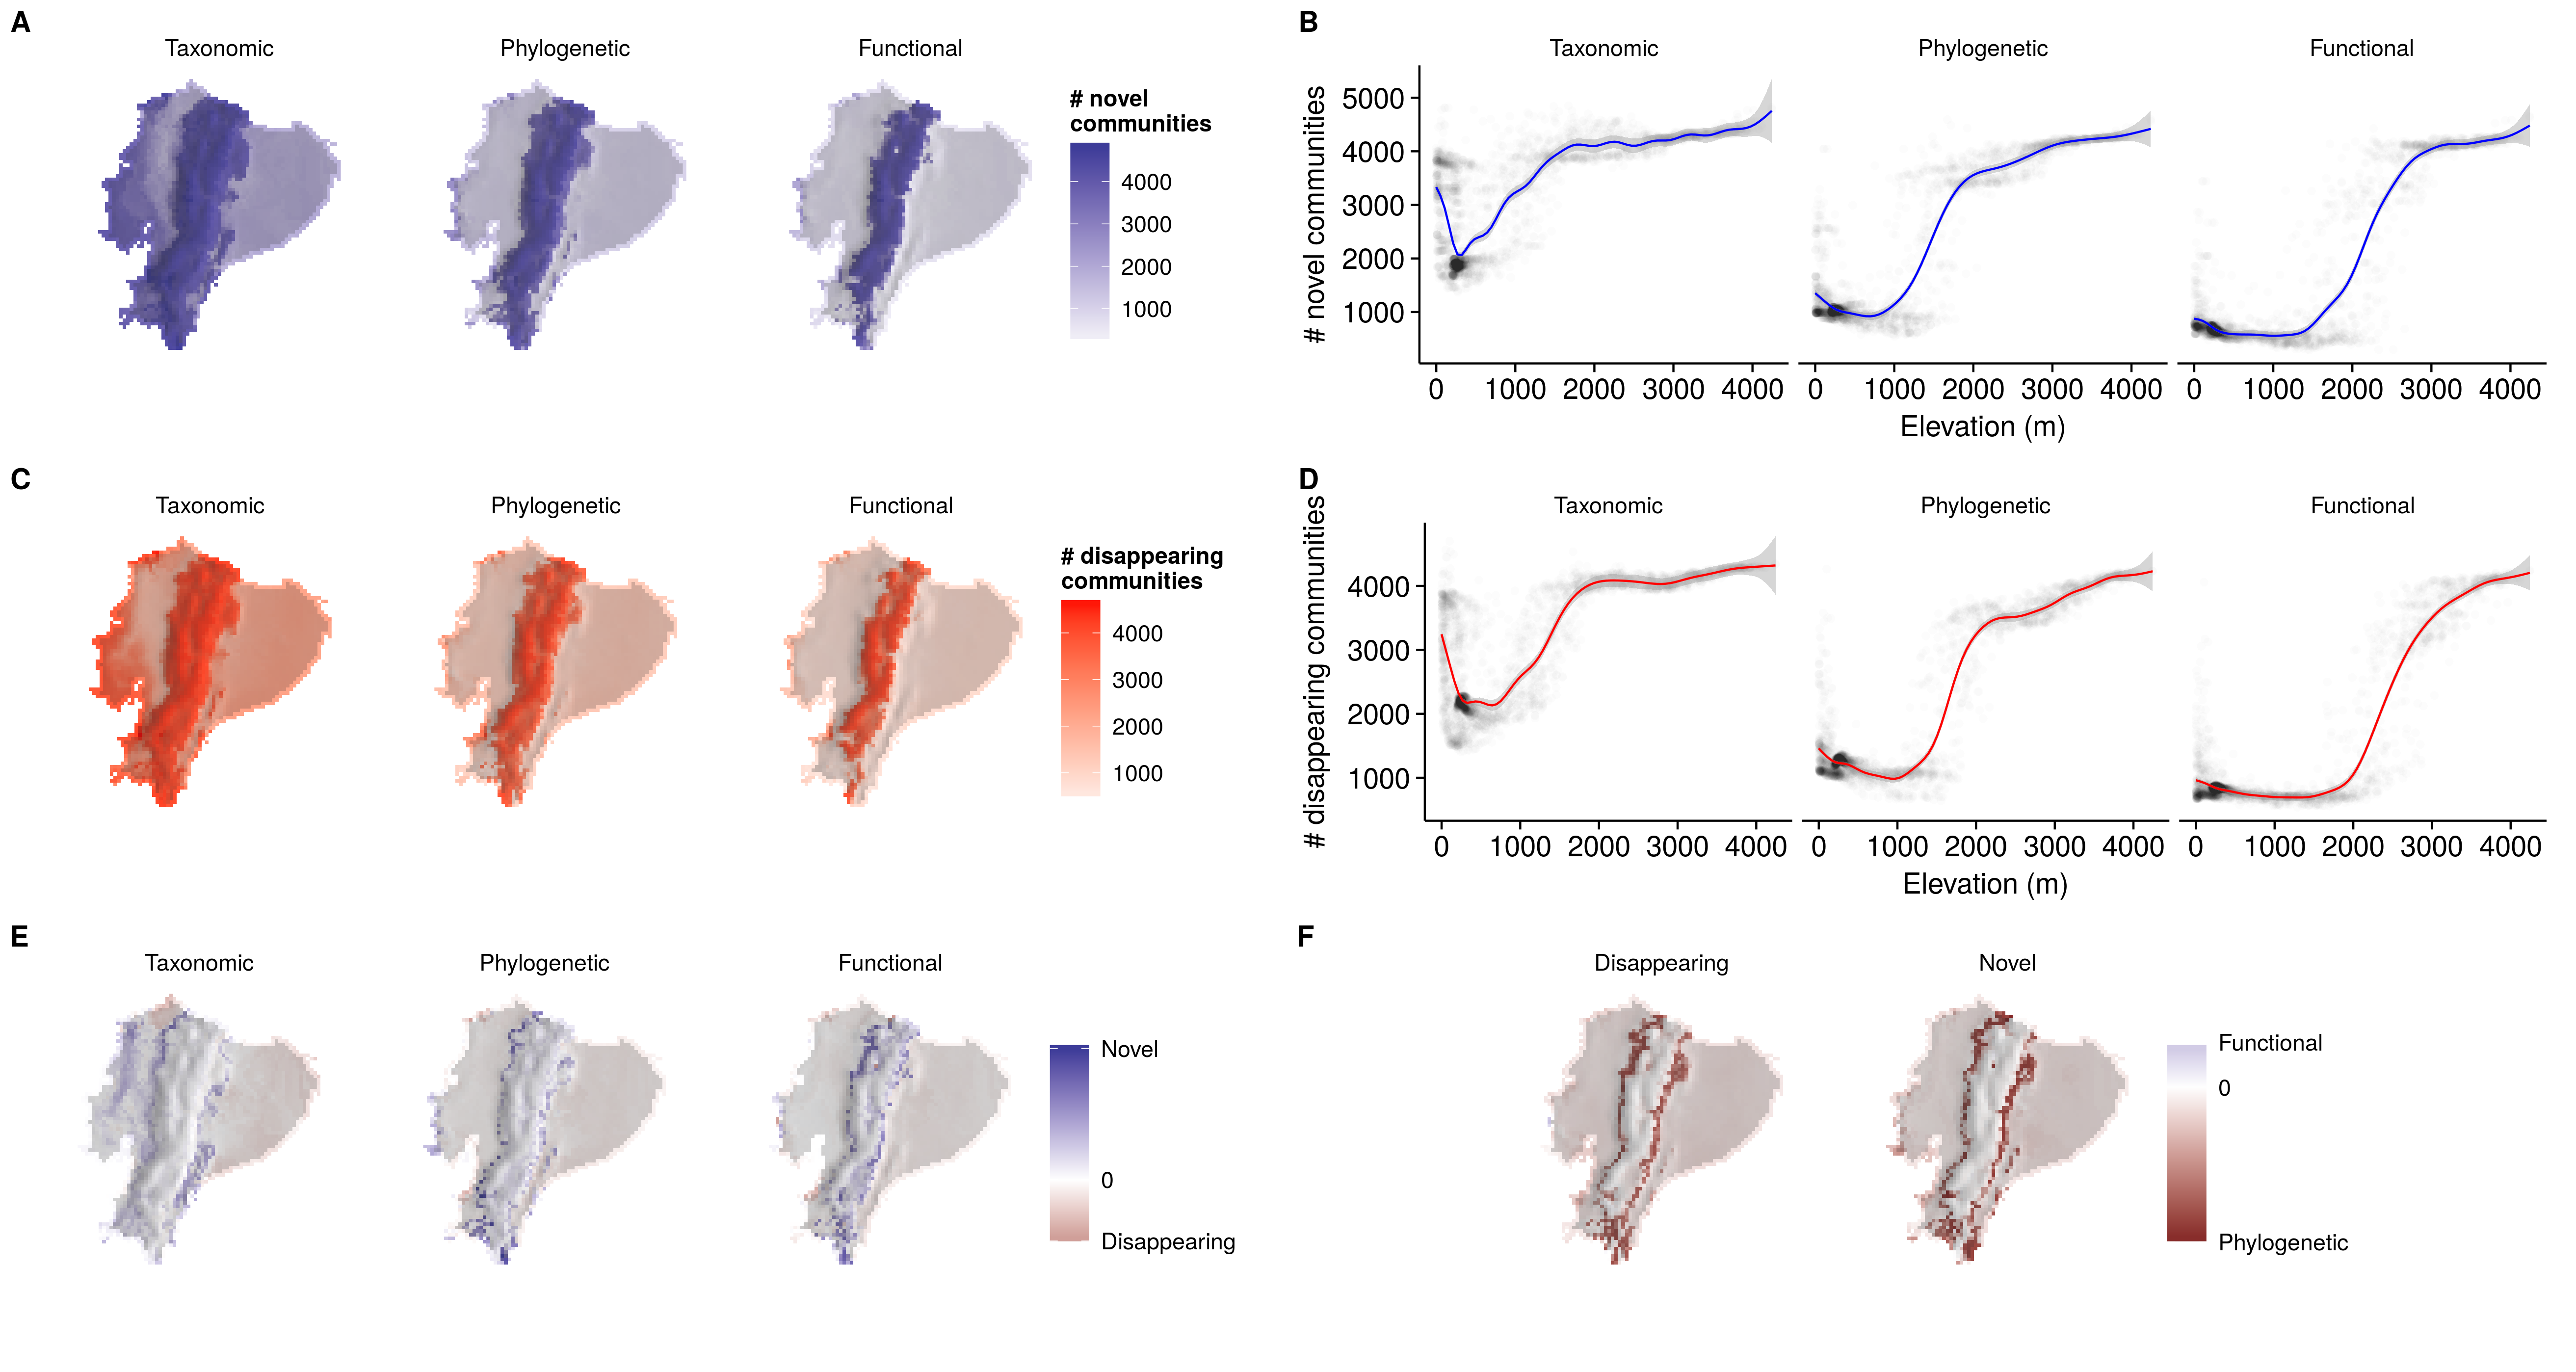 A
Taxonomic
Phylogenetic
Functional
# novel
communities
4000
3000
2000
1000
B
Taxonomic
Phylogenetic
Functional
# novel communities
5000
4000
3000
2000
1000
0 1000 2000 3000 4000
0 1000 2000 3000 4000
0 1000 2000 3000 4000
Elevation (m)
C
Taxonomic
Phylogenetic
Functional
# disappearing
communities
4000
3000
2000
1000
D
Taxonomic
Phylogenetic
Functional
# disappearing communities
4000
3000
2000
1000
0 1000 2000 3000 4000
0 1000 2000 3000 4000
0 1000 2000 3000 4000
Elevation (m)
E
Taxonomic
Phylogenetic
Functional
Novel
0
Disappearing
F
Disappearing
Novel
Functional
0
Phylogenetic